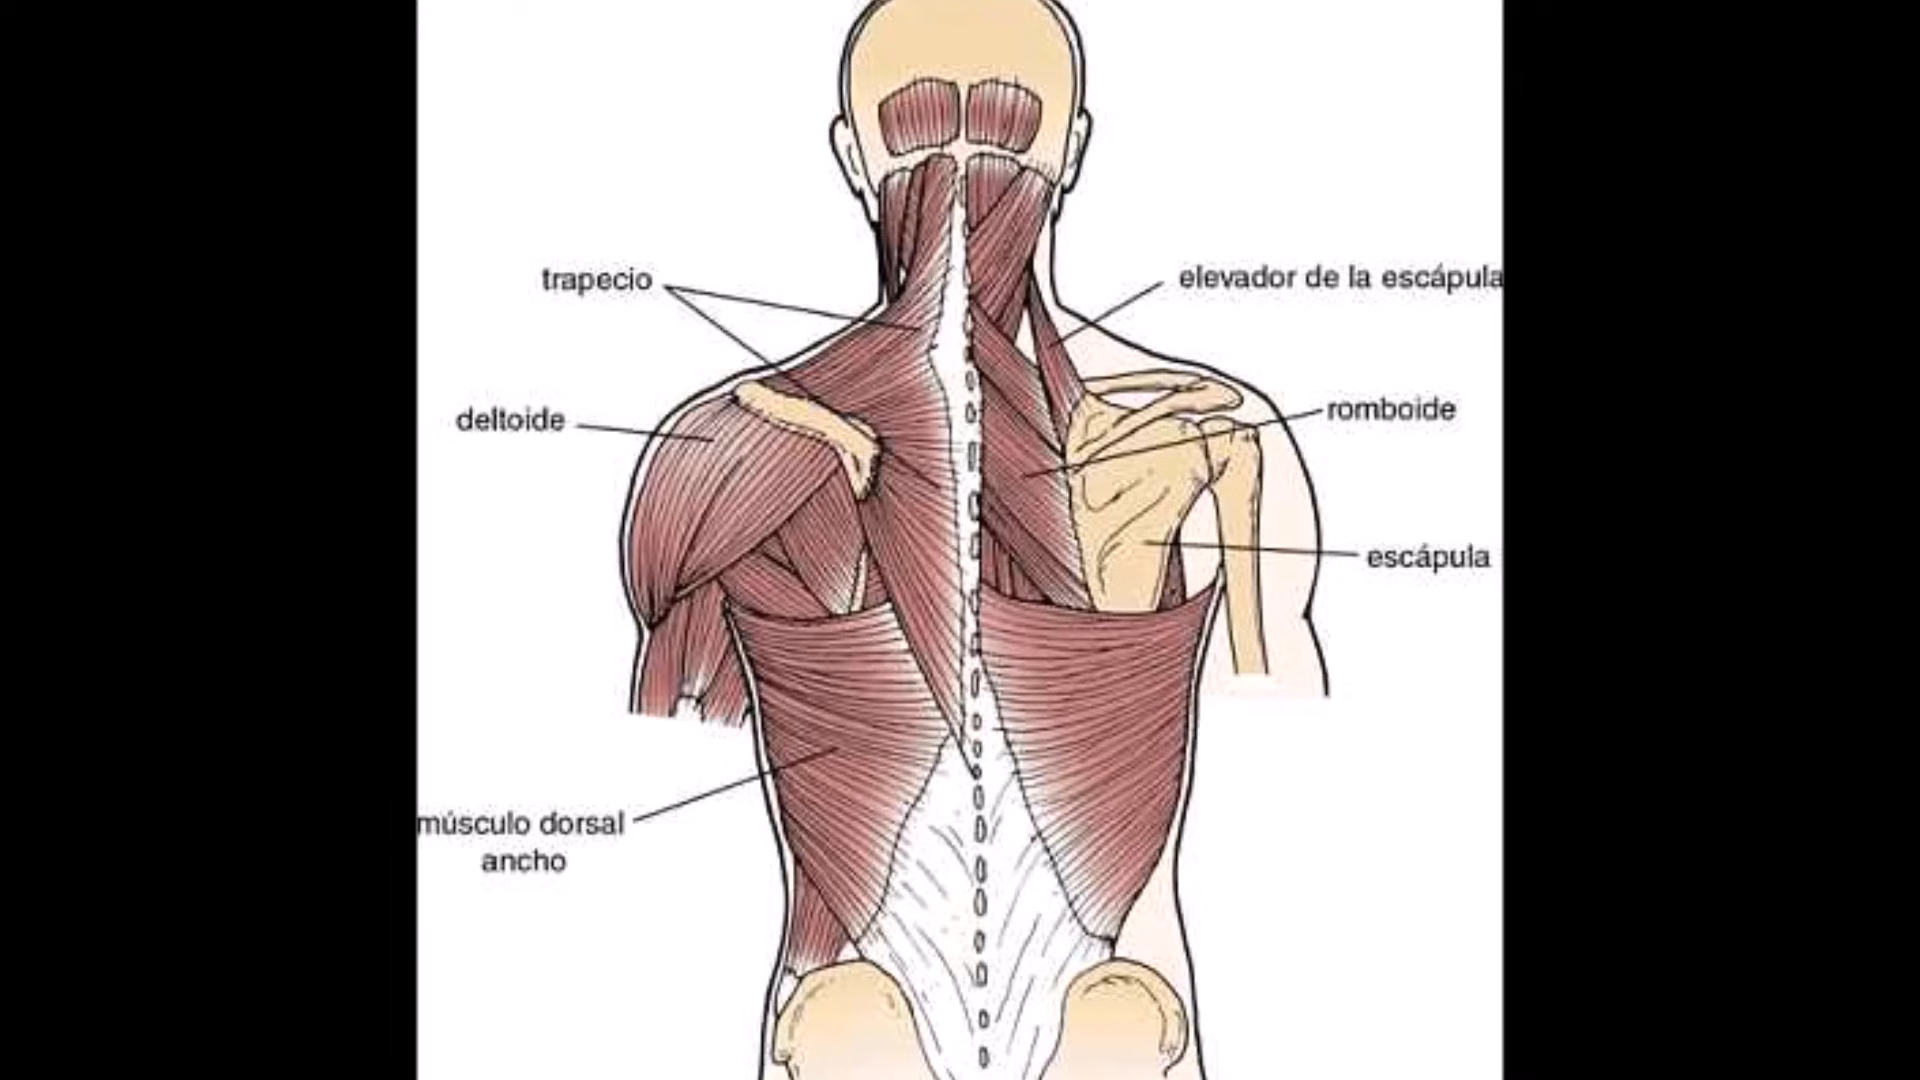 trapecio
elevador de la escápula
deltoide
romboide
escápula
músculo dorsal
ancho